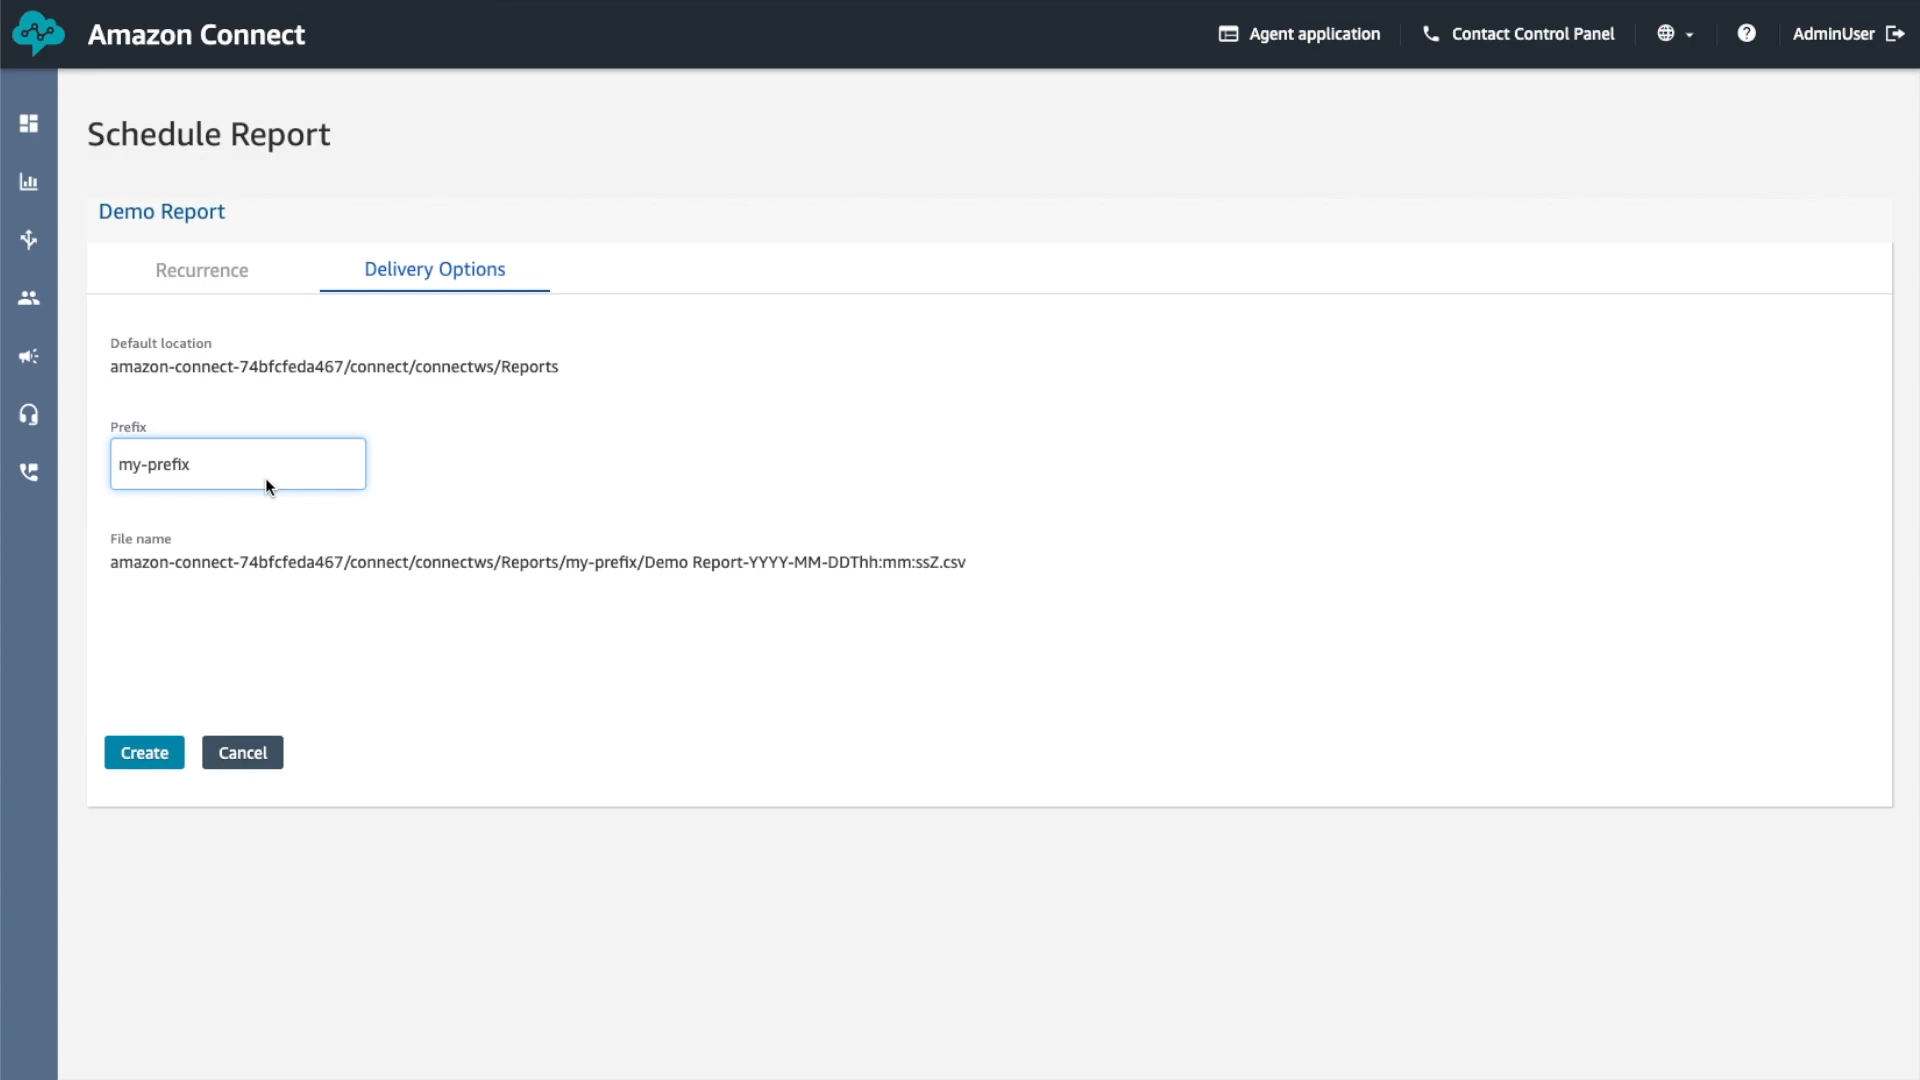 Amazon Connect
Agent application
Contact Control Panel
AdminUser
Schedule Report
Demo Report
Recurrence
Delivery Options
Default location
amazon-connect-74bfcfeda467/connect/connectws/Reports
Prefix
my-prefix
File name
amazon-connect-74bfcfeda467/connect/connectws/Reports/my-prefix/Demo Report-YYYY-MM-DDThh:mm:ssZ.csv
Create
Cancel